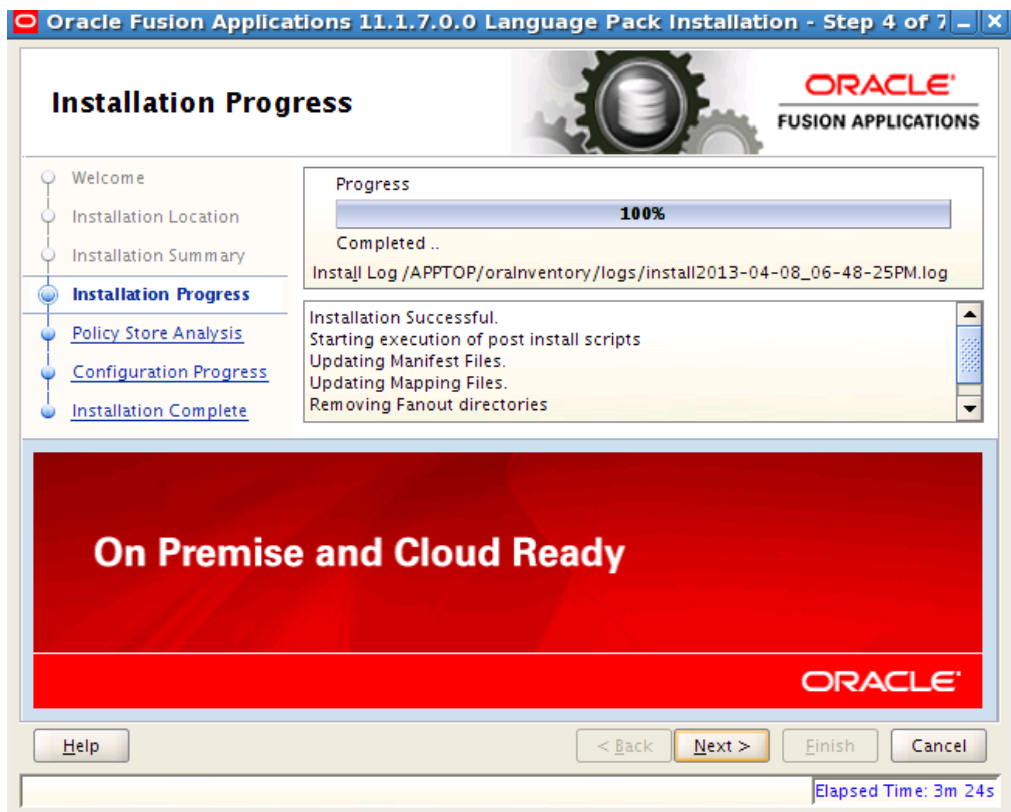 Oracle Fusion Applications 11.1.7.0.0 Language Pack Installation - Step 4 of 7
Installation Progress
ORACLE
FUSION APPLICATIONS
Welcome
Installation Location
Installation Summary
Installation Progress
Policy Store Analysis
Configuration Progress
Installation Complete
Progress
100%
Completed ..
Install Log /APPTOP/oraInventory/logs/install2013-04-08_06-48-25PM.log
Installation Successful.
Starting execution of post install scripts
Updating Manifest Files.
Updating Mapping Files.
Removing Fanout directories
On Premise and Cloud Ready
ORACLE
Help
< Back
Next >
Finish
Cancel
Elapsed Time: 3m 24s